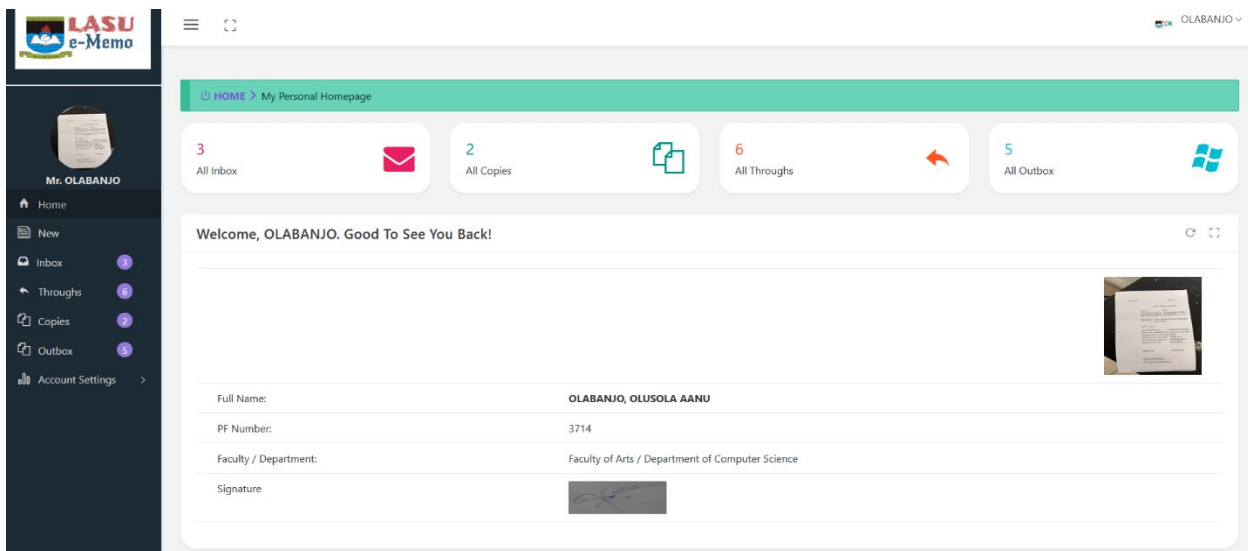 LASU
e-Memo
OLABANJO
HOME > My Personal Homepage
3
All Inbox
2
All Copies
6
All Throughs
5
All Outbox
Mr. OLABANJO
Home
New
Inbox 3
Throughs 6
Copies 2
Outbox 5
Account Settings >
Welcome, OLABANJO. Good To See You Back!
Full Name: OLABANJO, OLUSOLA AANU
PF Number: 3714
Faculty / Department: Faculty of Arts / Department of Computer Science
Signature